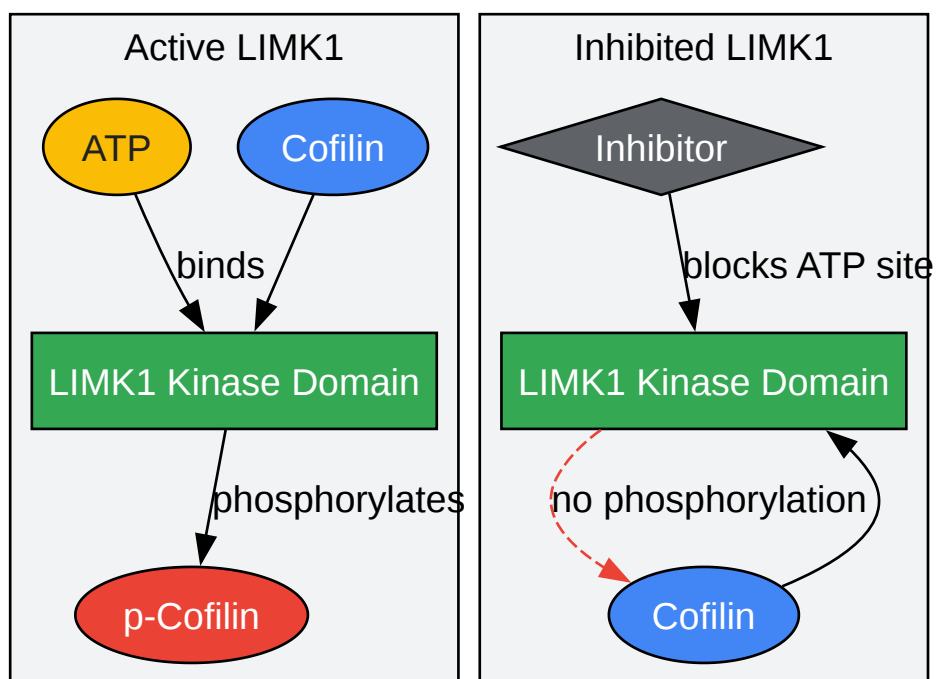 Active LIMK1
ATP
Cofilin
binds
LIMK1 Kinase Domain
phosphorylates
p-Cofilin
Inhibited LIMK1
Inhibitor
blocks ATP site
LIMK1 Kinase Domain
no phosphorylation
Cofilin